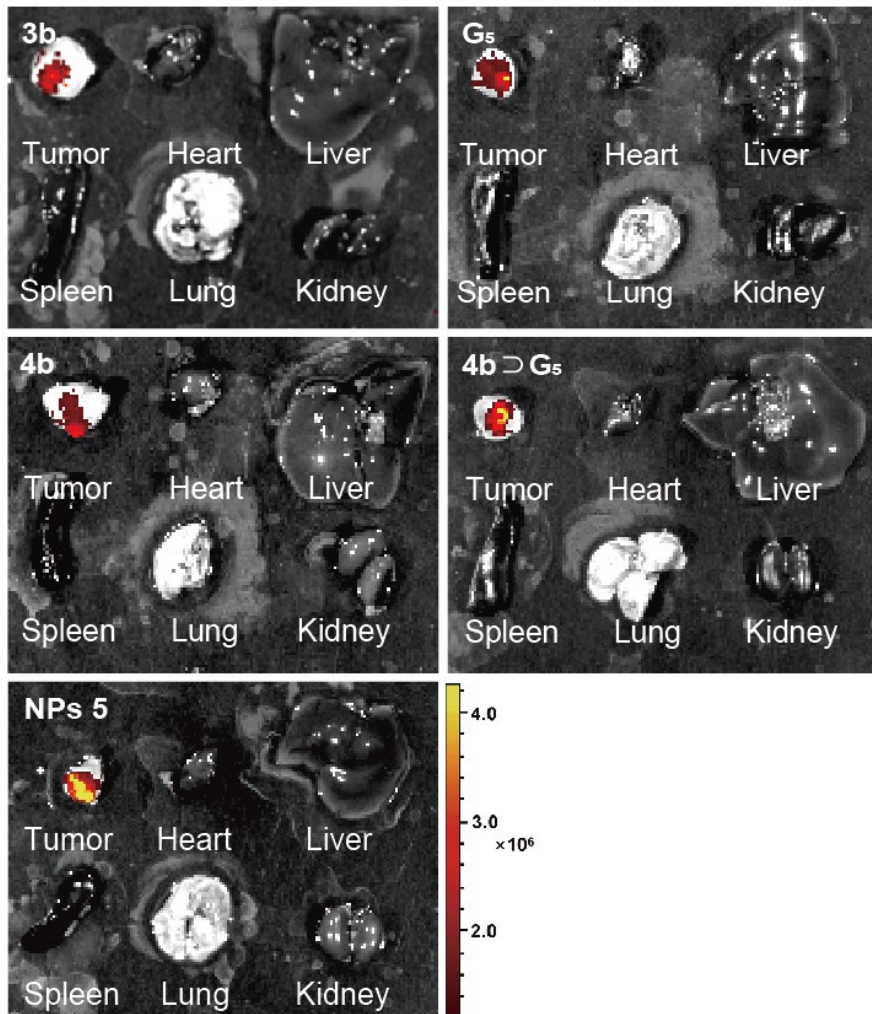 3b
Tumor Heart Liver
Spleen Lung Kidney
G₅
Tumor Heart Liver
Spleen Lung Kidney
4b
Tumor Heart Liver
Spleen Lung Kidney
4b ⊃ G₅
Tumor Heart Liver
Spleen Lung Kidney
NPs 5
Tumor Heart Liver
Spleen Lung Kidney
4.0
3.0
×10⁶
2.0